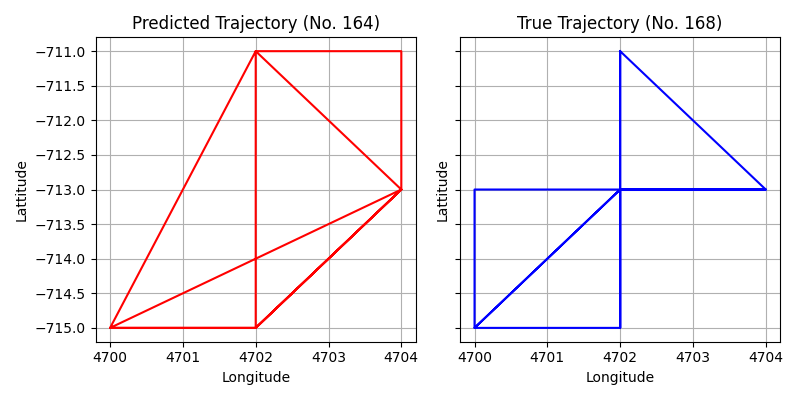 Predicted Trajectory (No. 164)
True Trajectory (No. 168)
−711.0
−711.5
−712.0
−712.5
−713.0
−713.5
−714.0
−714.5
−715.0
Lattitude
Lattitude
4700 4701 4702 4703 4704
4700 4701 4702 4703 4704
Longitude
Longitude